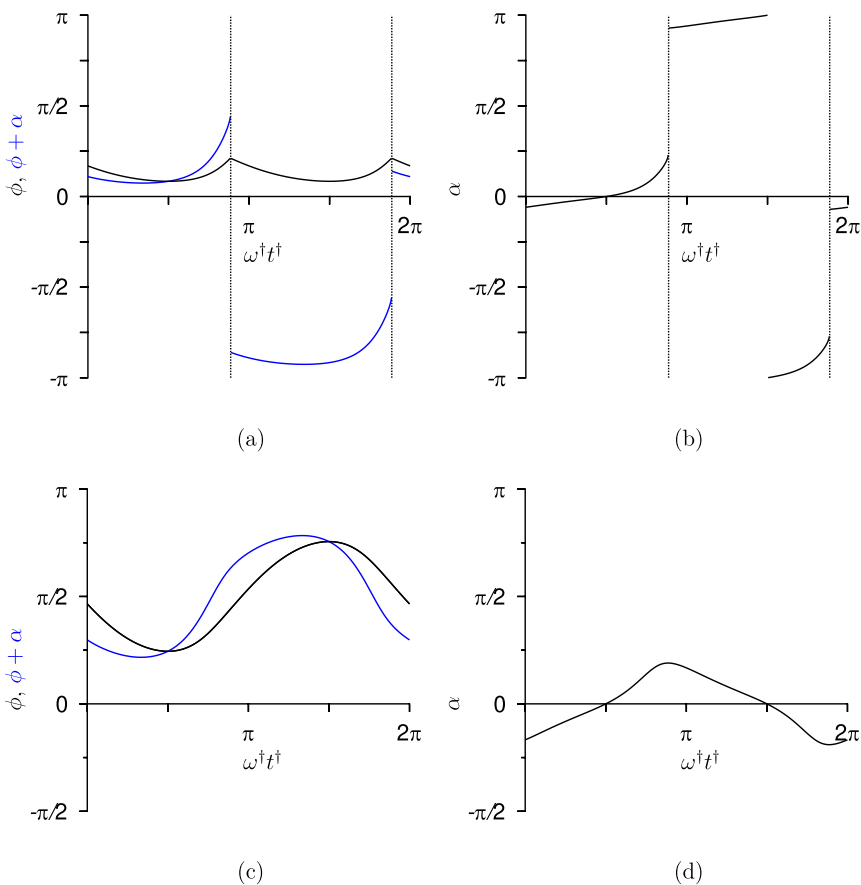 π
π
π/2
π/2
ϕ, ϕ + α
0
α
0
π
2π
π
2π
ω†t†
ω†t†
-π/2
-π/2
-π
-π
(a)
(b)
π
π
π/2
π/2
ϕ, ϕ + α
0
α
0
π
2π
π
2π
ω†t†
ω†t†
-π/2
-π/2
(c)
(d)